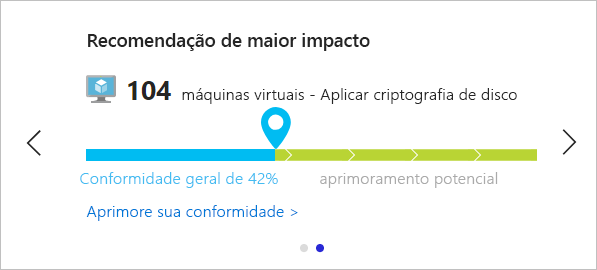 Recomendação de maior impacto
104 máquinas virtuais - Aplicar criptografia de disco
Conformidade geral de 42% aprimoramento potencial
Aprimore sua conformidade >